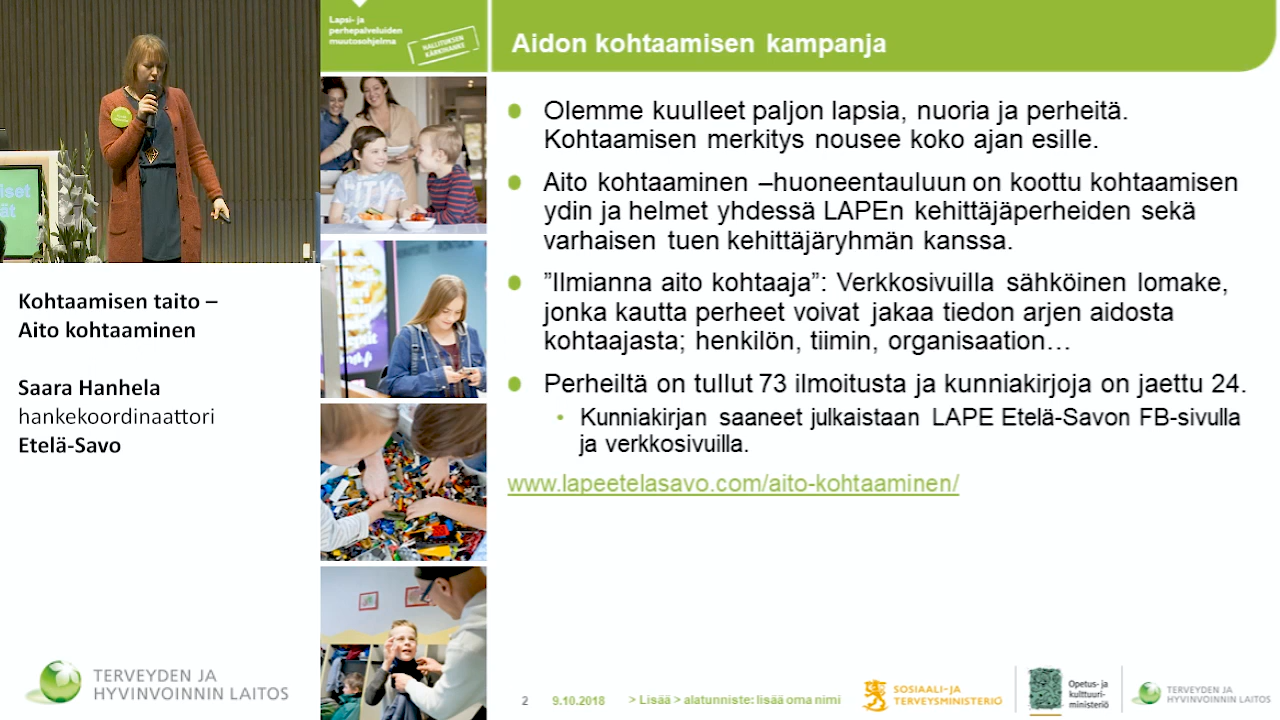 Lapsi- ja
perhepalveluiden
muutosohjelma
HALLITUKSEN
KÄRKIHANKE
Aidon kohtaamisen kampanja
Olemme kuulleet paljon lapsia, nuoria ja perheitä.
Kohtaamisen merkitys nousee koko ajan esille.
Aito kohtaaminen –huoneentauluun on koottu kohtaamisen
ydin ja helmet yhdessä LAPEn kehittäjäperheiden sekä
varhaisen tuen kehittäjäryhmän kanssa.
”Ilmianna aito kohtaaja”: Verkkosivuilla sähköinen lomake,
jonka kautta perheet voivat jakaa tiedon arjen aidosta
kohtaajasta; henkilön, tiimin, organisaation…
Perheiltä on tullut 73 ilmoitusta ja kunniakirjoja on jaettu 24.
Kunniakirjan saaneet julkaistaan LAPE Etelä-Savon FB-sivulla
ja verkkosivuilla.
www.lapeetelasavo.com/aito-kohtaaminen/
Kohtaamisen taito –
Aito kohtaaminen
Saara Hanhela
hankekoordinaattori
Etelä-Savo
TERVEYDEN JA
HYVINVOINNIN LAITOS
2 9.10.2018 > Lisää > alatunniste: lisää oma nimi
SOSIAALI- JA
TERVEYSMINISTERIÖ
Opetus- ja
kulttuuri-
ministeriö
TERVEYDEN JA
HYVINVOINNIN LAITOS